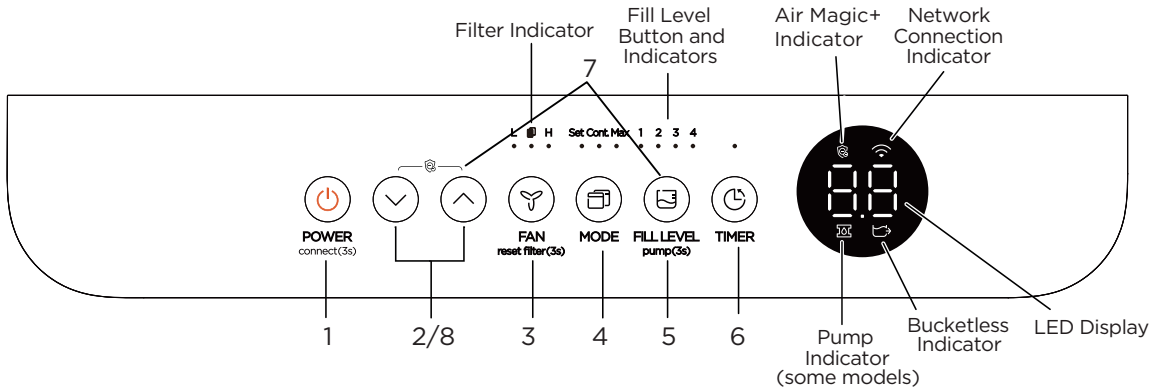 Filter Indicator
Fill Level
Button and
Indicators
Air Magic+
Indicator
Network
Connection
Indicator
7
L H Set Cont. Max 1 2 3 4
8.8
POWER
connect(3s)
FAN
reset filter(3s)
MODE
FILL LEVEL
pump(3s)
TIMER
1
2/8
3
4
5
6
Pump
Indicator
(some models)
Bucketless
Indicator
LED Display